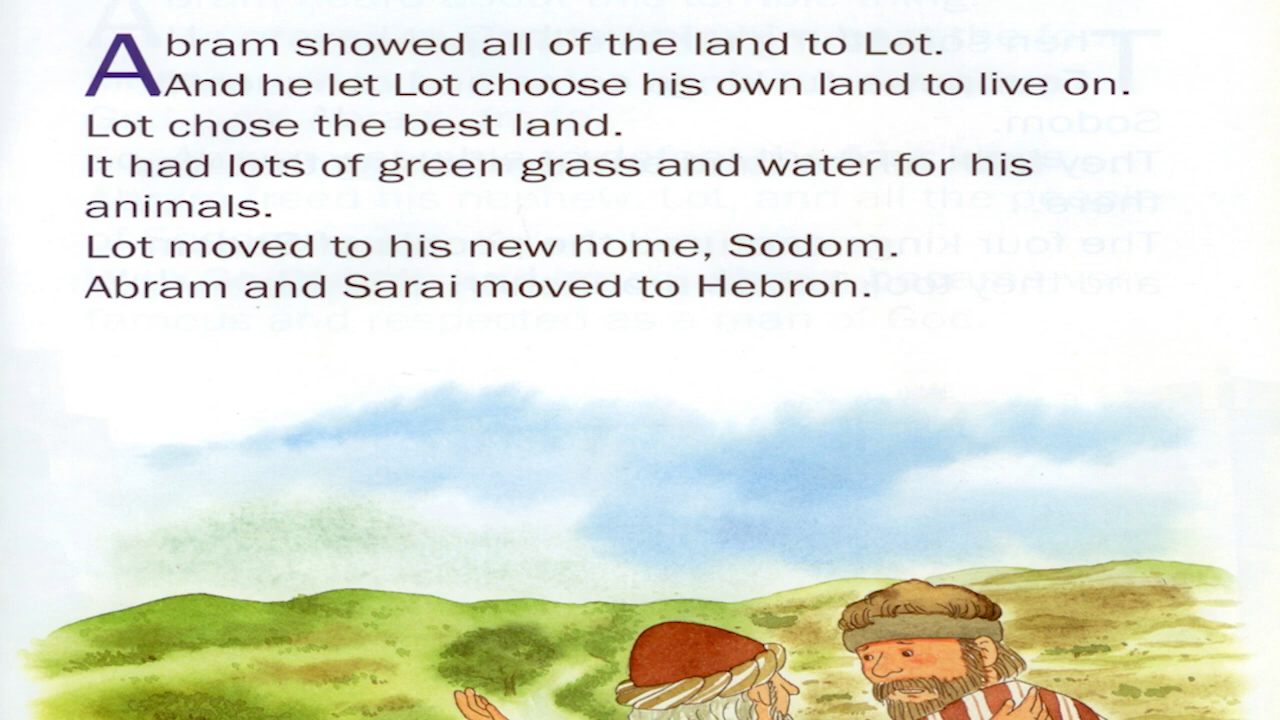 Abram showed all of the land to Lot.
And he let Lot choose his own land to live on.
Lot chose the best land.
It had lots of green grass and water for his
animals.
Lot moved to his new home, Sodom.
Abram and Sarai moved to Hebron.